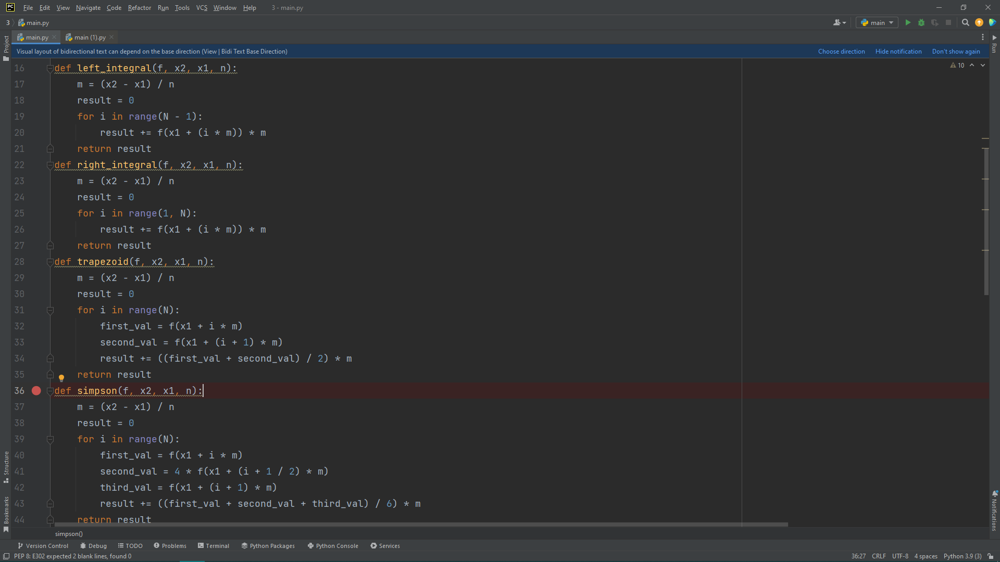 PC File Edit View Navigate Code Refactor Run Tools VCS Window Help 3 - main.py
3 main.py main
main.py main (1).py
Visual layout of bidirectional text can depend on the base direction (View | Bidi Text Base Direction) Choose direction Hide notification Don't show again
Project
Run
10
16 def left_integral(f, x2, x1, n):
17 m = (x2 - x1) / n
18 result = 0
19 for i in range(N - 1):
20 result += f(x1 + (i * m)) * m
21 return result
22 def right_integral(f, x2, x1, n):
23 m = (x2 - x1) / n
24 result = 0
25 for i in range(1, N):
26 result += f(x1 + (i * m)) * m
27 return result
28 def trapezoid(f, x2, x1, n):
29 m = (x2 - x1) / n
30 result = 0
31 for i in range(N):
32 first_val = f(x1 + i * m)
33 second_val = f(x1 + (i + 1) * m)
34 result += ((first_val + second_val) / 2) * m
35 return result
36 def simpson(f, x2, x1, n):
37 m = (x2 - x1) / n
38 result = 0
39 for i in range(N):
40 first_val = f(x1 + i * m)
41 second_val = 4 * f(x1 + (i + 1 / 2) * m)
42 third_val = f(x1 + (i + 1) * m)
43 result += ((first_val + second_val + third_val) / 6) * m
44 return result
Structure
Bookmarks
Notifications
simpson()
Version Control Debug TODO Problems Terminal Python Packages Python Console Services
PEP 8: E302 expected 2 blank lines, found 0 36:27 CRLF UTF-8 4 spaces Python 3.9 (3)